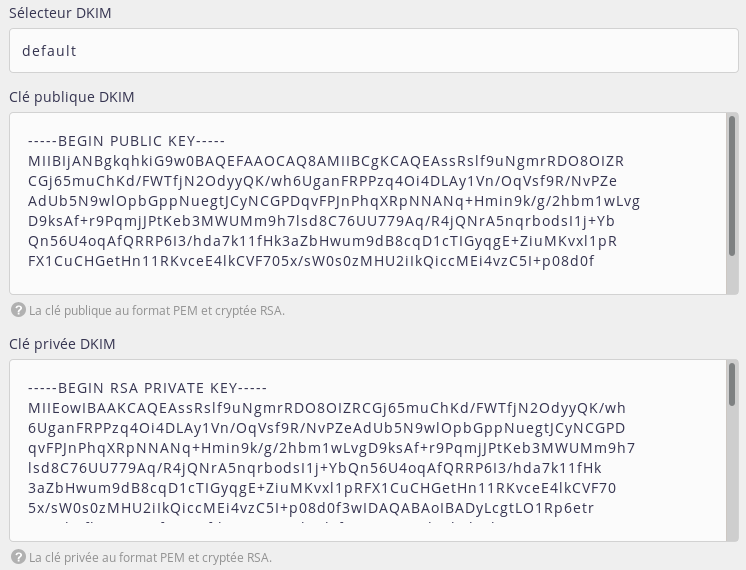 Sélecteur DKIM
default
Clé publique DKIM
-----BEGIN PUBLIC KEY-----
MIIBIjANBgkqhkiG9w0BAQEFAAOCAQ8AMIIBCgKCAQEAssRslf9uNgmrRDO8OIZR
CGj65muChKd/FWTfjN2OdyyQK/wh6UganFRPPzq4Oi4DLAy1Vn/OqVsf9R/NvPZe
AdUb5N9wlOpbGppNuegtJCyNCGPDqvFPJnPhqXRpNNANq+Hmin9k/g/2hbm1wLvg
D9ksAf+r9PqmjJPtKeb3MWUMm9h7lsd8C76UU779Aq/R4jQNrA5nqrbodsI1j+Yb
Qn56U4oqAfQRRP6I3/hda7k11fHk3aZbHwum9dB8cqD1cTIGyqgE+ZiuMKvxl1pR
FX1CuCHGetHn11RKvceE4lkCVF705x/sW0s0zMHU2iIkQiccMEi4vzC5I+p08d0f
La clé publique au format PEM et cryptée RSA.
Clé privée DKIM
-----BEGIN RSA PRIVATE KEY-----
MIIEowIBAAKCAQEAssRslf9uNgmrRDO8OIZRCGj65muChKd/FWTfjN2OdyyQK/wh
6UganFRPPzq4Oi4DLAy1Vn/OqVsf9R/NvPZeAdUb5N9wlOpbGppNuegtJCyNCGPD
qvFPJnPhqXRpNNANq+Hmin9k/g/2hbm1wLvgD9ksAf+r9PqmjJPtKeb3MWUMm9h7
lsd8C76UU779Aq/R4jQNrA5nqrbodsI1j+YbQn56U4oqAfQRRP6I3/hda7k11fHk
3aZbHwum9dB8cqD1cTIGyqgE+ZiuMKvxl1pRFX1CuCHGetHn11RKvceE4lkCVF70
5x/sW0s0zMHU2iIkQiccMEi4vzC5I+p08d0f3wIDAQABAoIBADyLcgtLO1Rp6etr
La clé privée au format PEM et cryptée RSA.